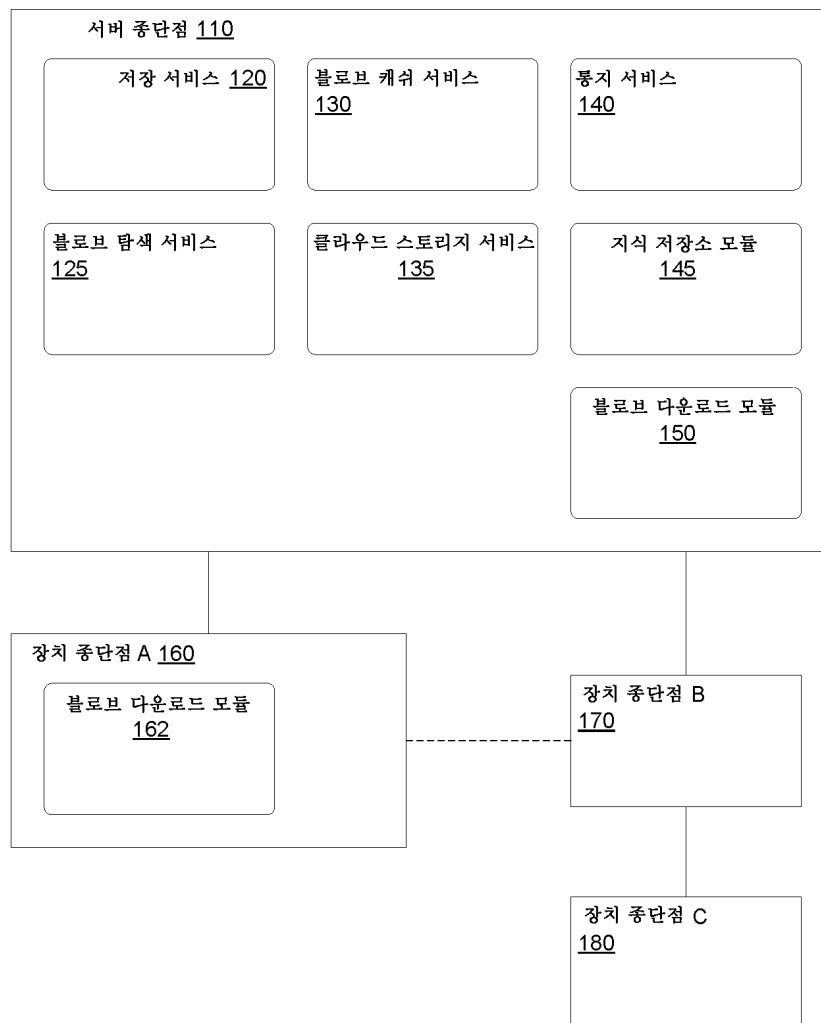 서버 종단점 110
저장 서비스 120
블로브 캐쉬 서비스
130
통지 서비스
140
블로브 탐색 서비스
125
클라우드 스토리지 서비스
135
지식 저장소 모듈
145
블로브 다운로드 모듈
150
장치 종단점 A 160
블로브 다운로드 모듈
162
장치 종단점 B
170
장치 종단점 C
180